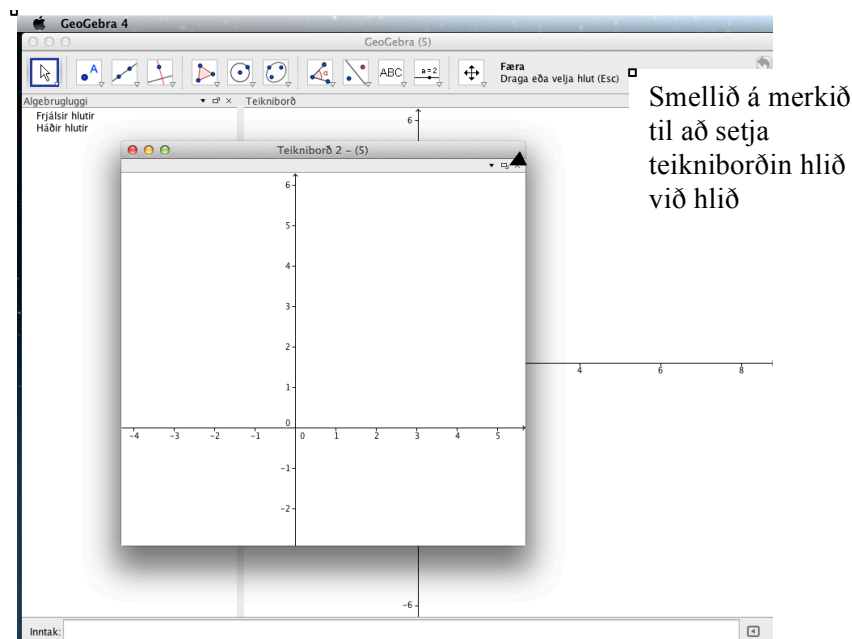 GeoGebra 4
GeoGebra (5)
A
α
ABC
a=2
Færa
Draga eða velja hlut (Esc)
Algebrugluggi
Teikniborð
Frjálsir hlutir
Háðir hlutir
Smellið á merkið
til að setja
teikniborðin hlið
við hlið
6
4
6
8
-6
Teikniborð 2 – (5)
6
5
4
3
2
1
0
-4 -3 -2 -1 0 1 2 3 4 5
-1
-2
Inntak: